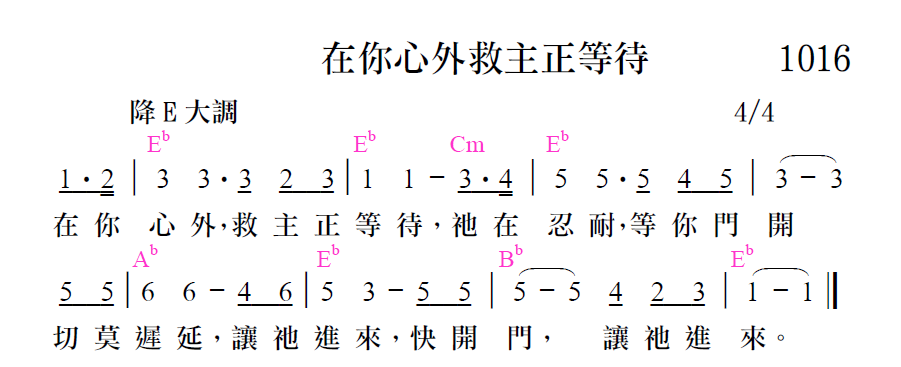 在你心外救主正等待 1016
降 E 大調 4/4
E♭ E♭ Cm E♭
1 · 2 | 3 3 · 3 2 3 | 1 1 – 3 · 4 | 5 5 · 5 4 5 | 3 – 3
在你 心外,救主正等待,祂在 忍耐,等你門 開
A♭ E♭ B♭ E♭
5 5 | 6 6 – 4 6 | 5 3 – 5 5 | 5 – 5 4 2 3 | 1 – 1 ‖
切莫遲延,讓祂進來,快開 門, 讓祂進 來。